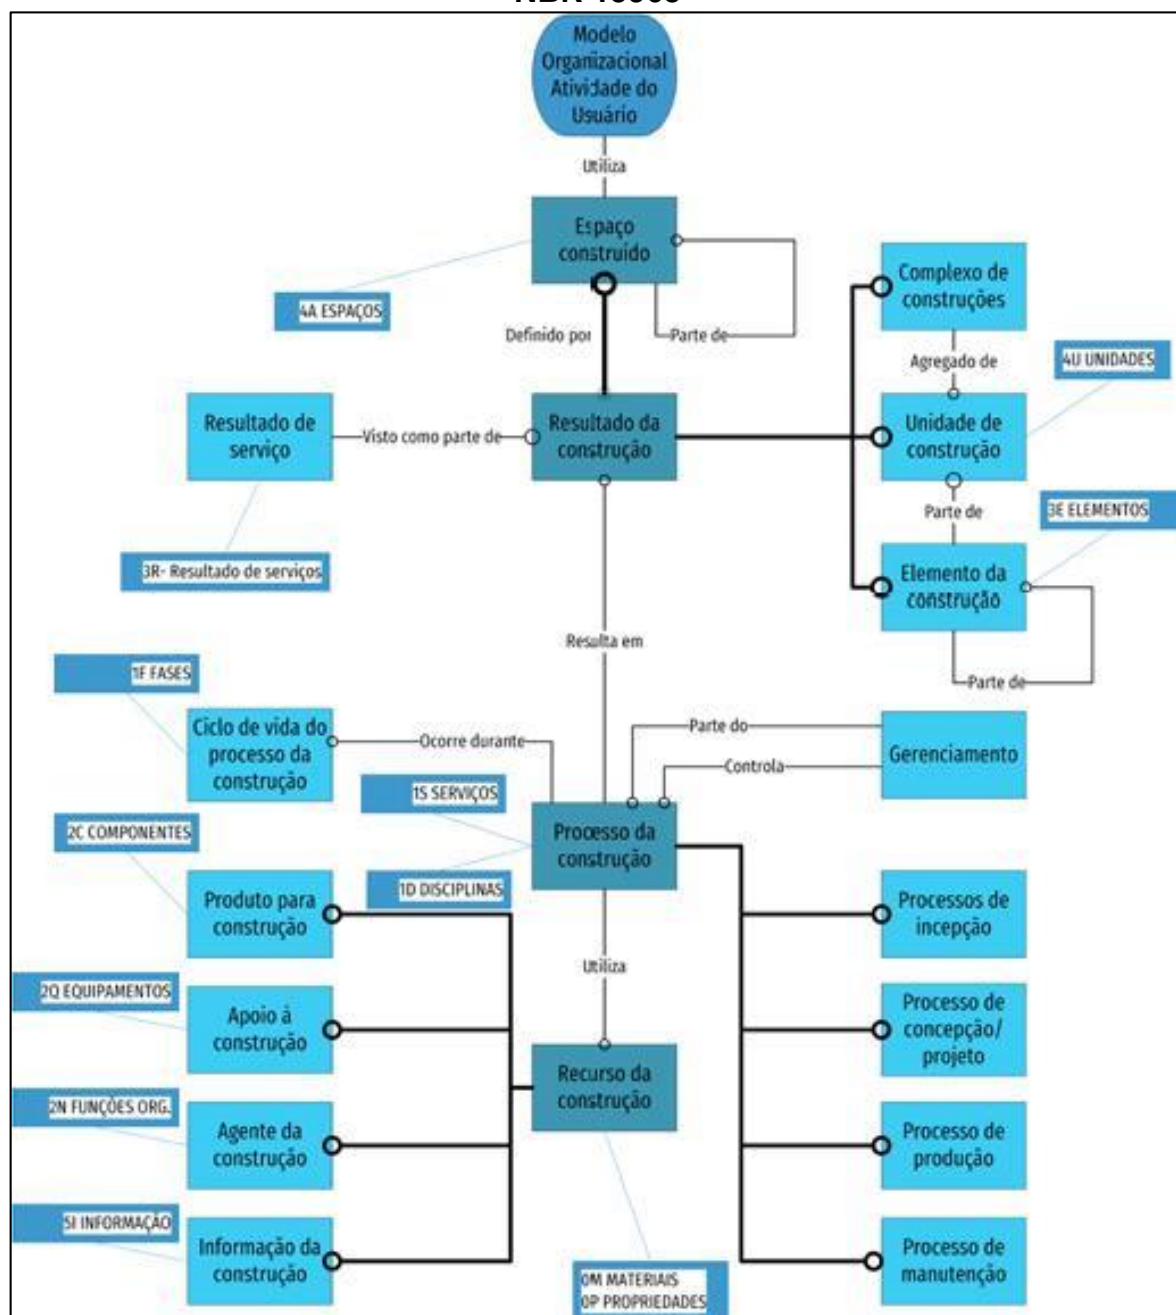 Modelo
Organizacional
Atividade do
Usuário
Utiliza
Espaço
construído
4A ESPAÇOS
Definido por
Parte de
Complexo de
construções
Agregado de
4U UNIDADES
Resultado de
serviço
Visto como parte de
Resultado da
construção
Unidade de
construção
Parte de
3E ELEMENTOS
3R- Resultado de serviços
Elemento da
construção
Parte de
Resulta em
1F FASES
Ciclo de vida do
processo da
construção
Ocorre durante
Parte do
Controla
Gerenciamento
1S SERVIÇOS
2C COMPONENTES
Processo da
construção
1D DISCIPLINAS
Produto para
construção
Processos de
incepção
Utiliza
2Q EQUIPAMENTOS
Apoio à
construção
Processo de
concepção/
projeto
Recurso da
construção
2N FUNÇÕES ORG.
Agente da
construção
Processo de
produção
5I INFORMAÇÃO
Informação da
construção
0M MATERIAIS
0P PROPRIEDADES
Processo de
manutenção